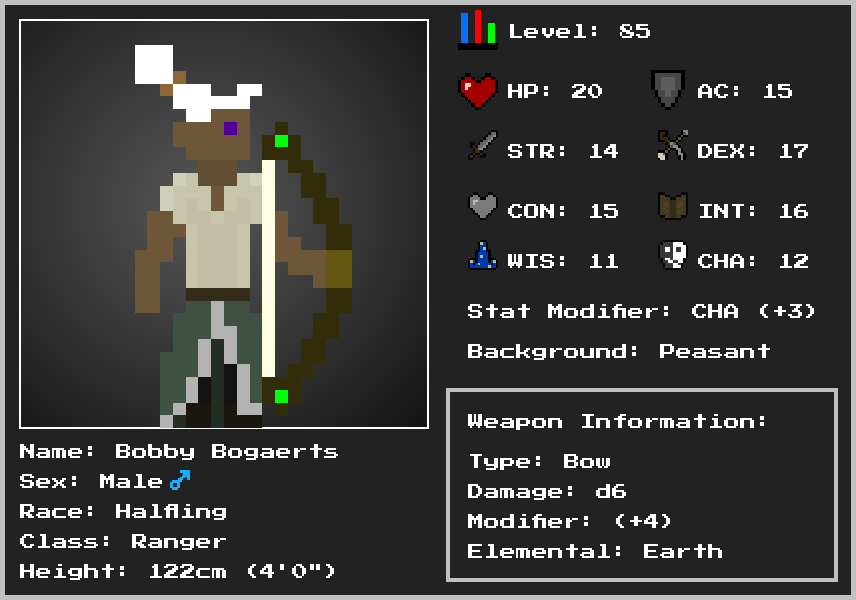 Level: 85
HP: 20
AC: 15
STR: 14
DEX: 17
CON: 15
INT: 16
WIS: 11
CHA: 12
Stat Modifier: CHA (+3)
Background: Peasant
Weapon Information:
Type: Bow
Damage: d6
Modifier: (+4)
Elemental: Earth
Name: Bobby Bogaerts
Sex: Male ♂
Race: Halfling
Class: Ranger
Height: 122cm (4'0")